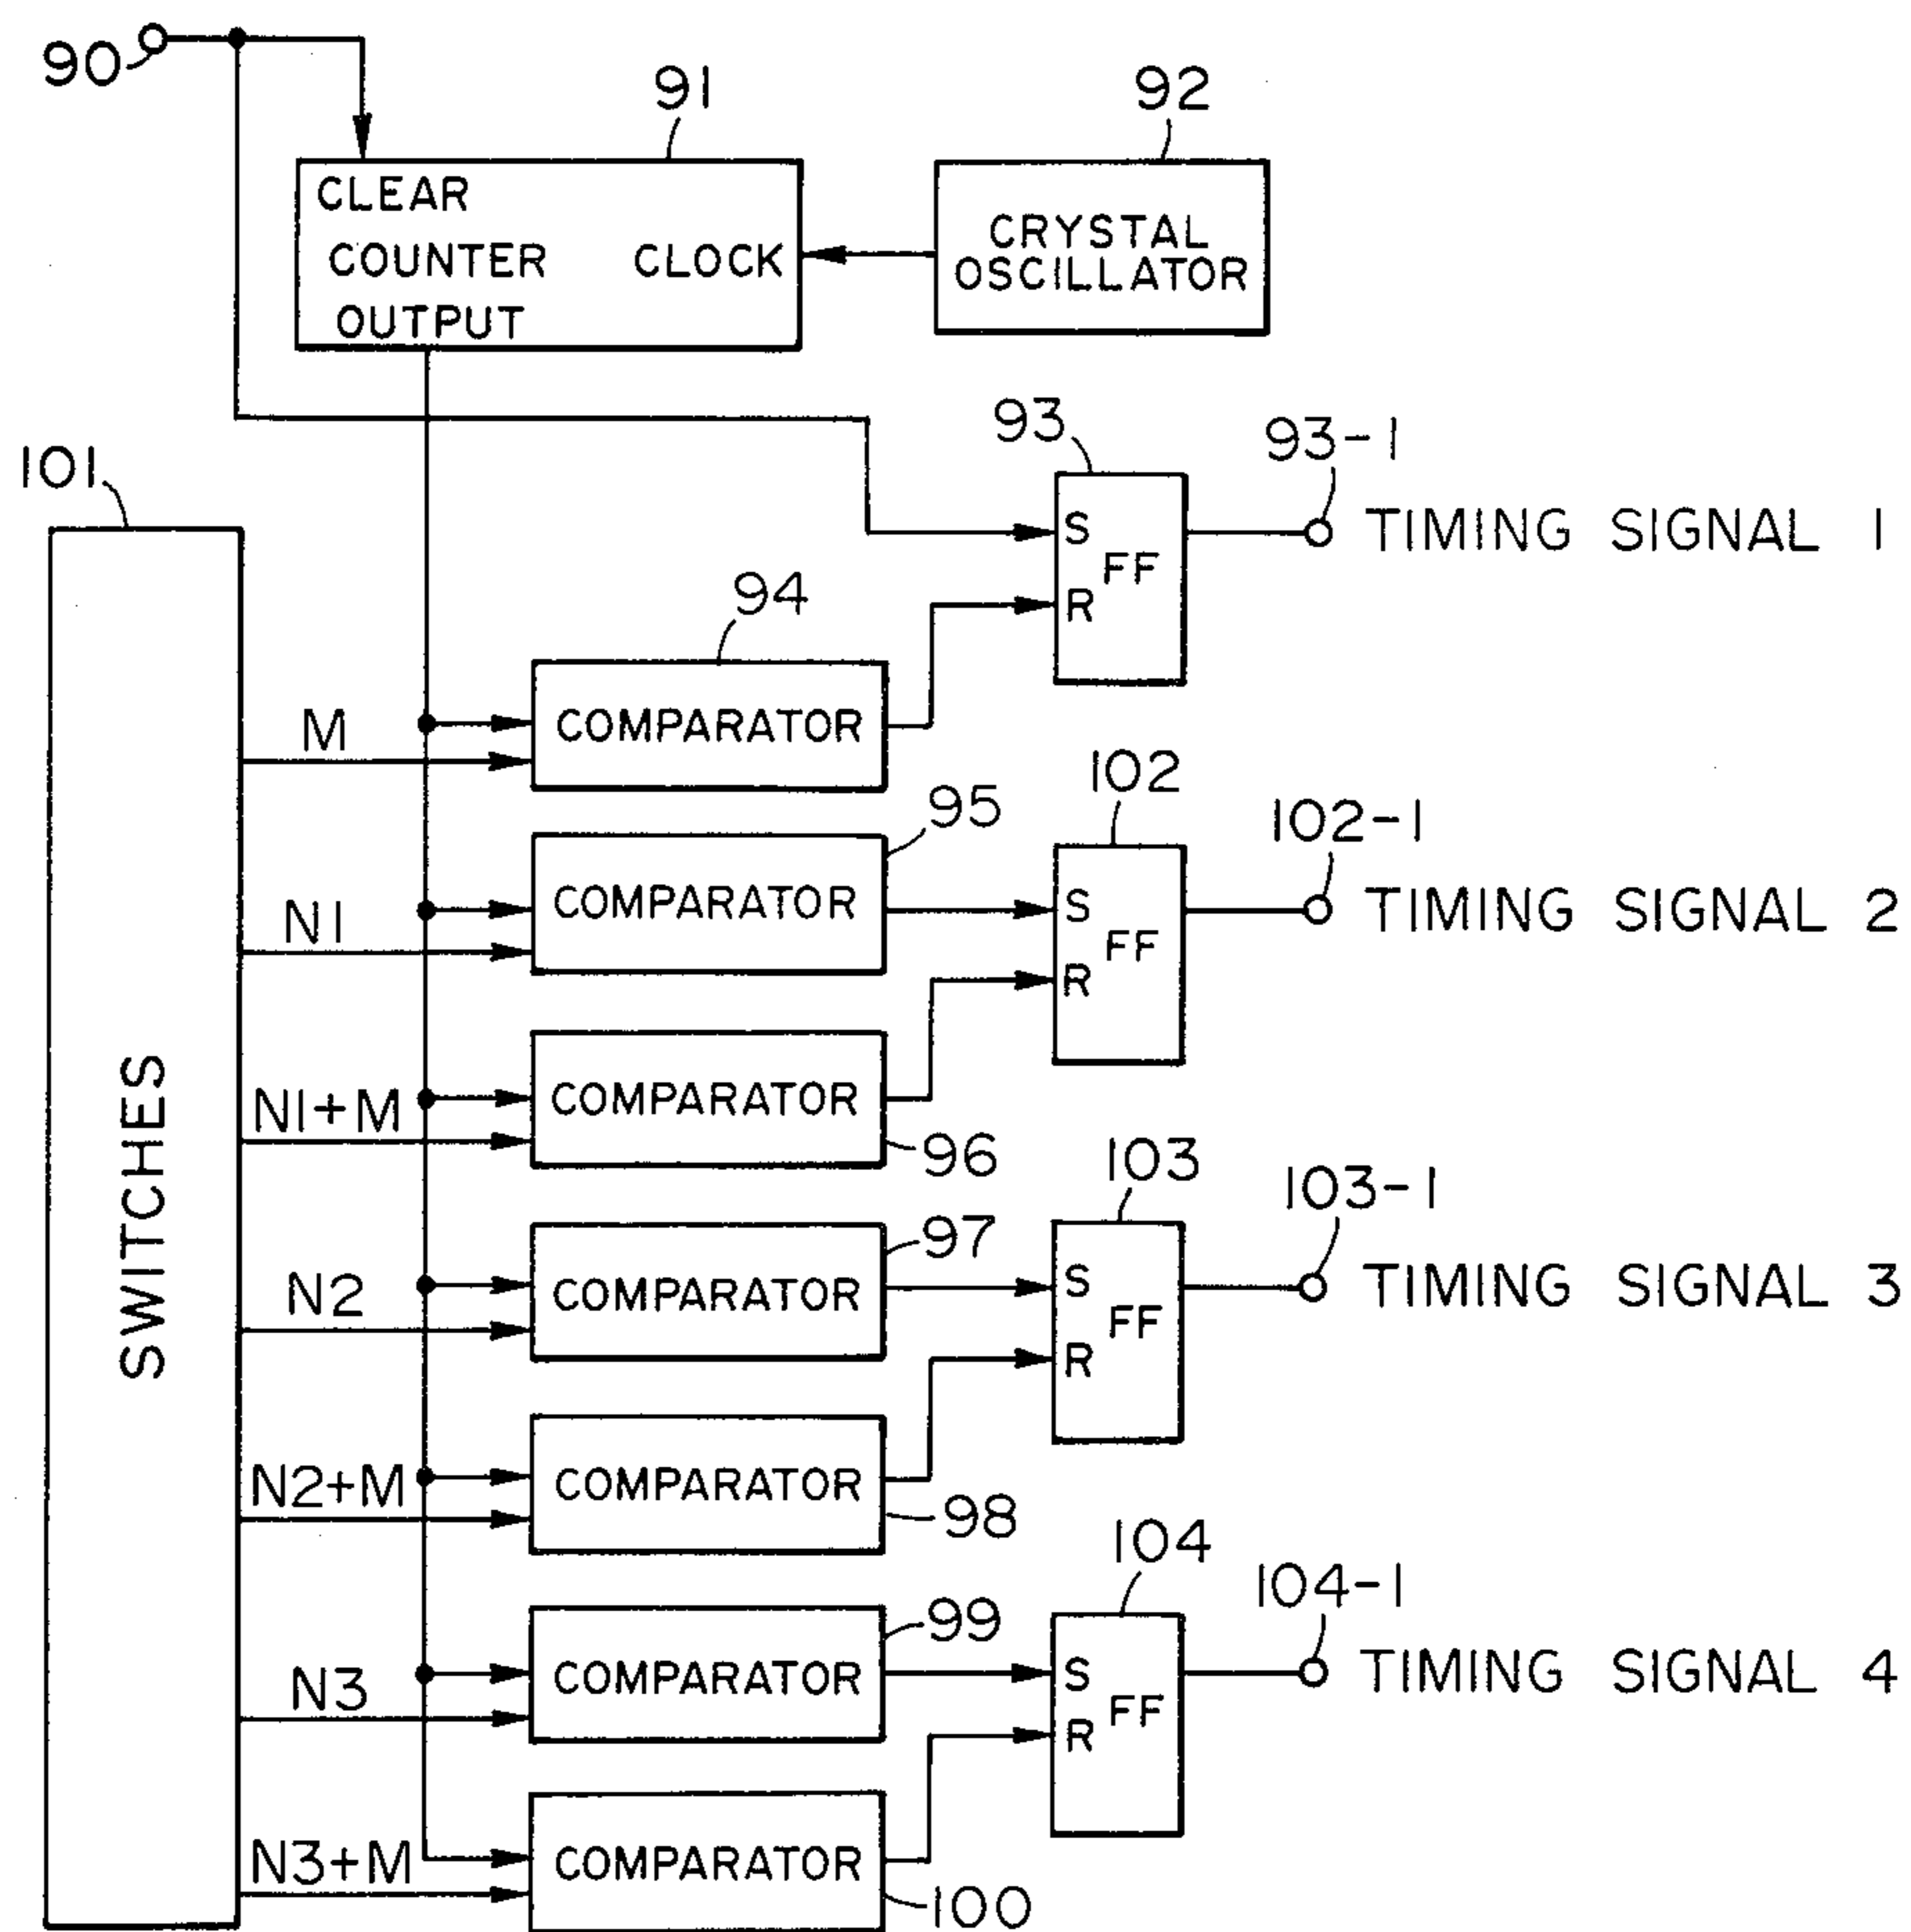 90
91
92
CLEAR
COUNTER CLOCK
OUTPUT
CRYSTAL
OSCILLATOR
93
93-1
101
S
FF
R
TIMING SIGNAL 1
94
M
COMPARATOR
102
95
102-1
N1
COMPARATOR
S
FF
R
TIMING SIGNAL 2
SWITCHES
N1+M
COMPARATOR
96
103
103-1
97
N2
COMPARATOR
S
FF
R
TIMING SIGNAL 3
N2+M
COMPARATOR
98
104
104-1
99
N3
COMPARATOR
S
FF
R
TIMING SIGNAL 4
N3+M
COMPARATOR
100